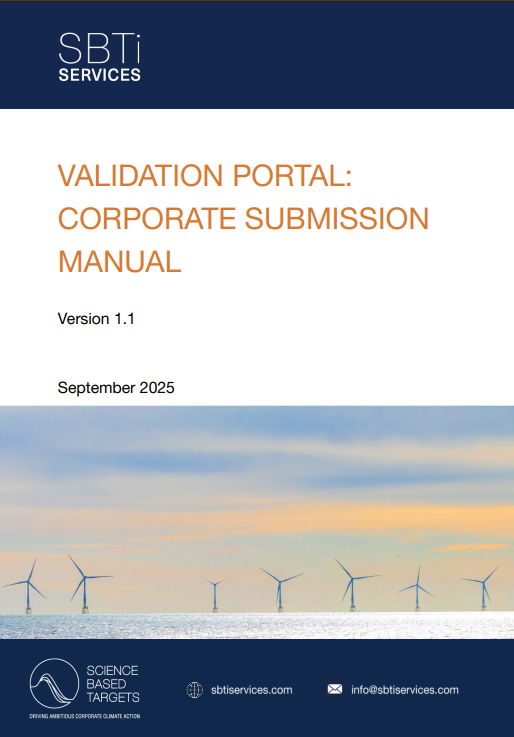 SBTi
SERVICES
VALIDATION PORTAL:
CORPORATE SUBMISSION
MANUAL
Version 1.1
September 2025
SCIENCE
BASED
TARGETS
DRIVING AMBITIOUS CORPORATE CLIMATE ACTION
sbtiservices.com
info@sbtiservices.com